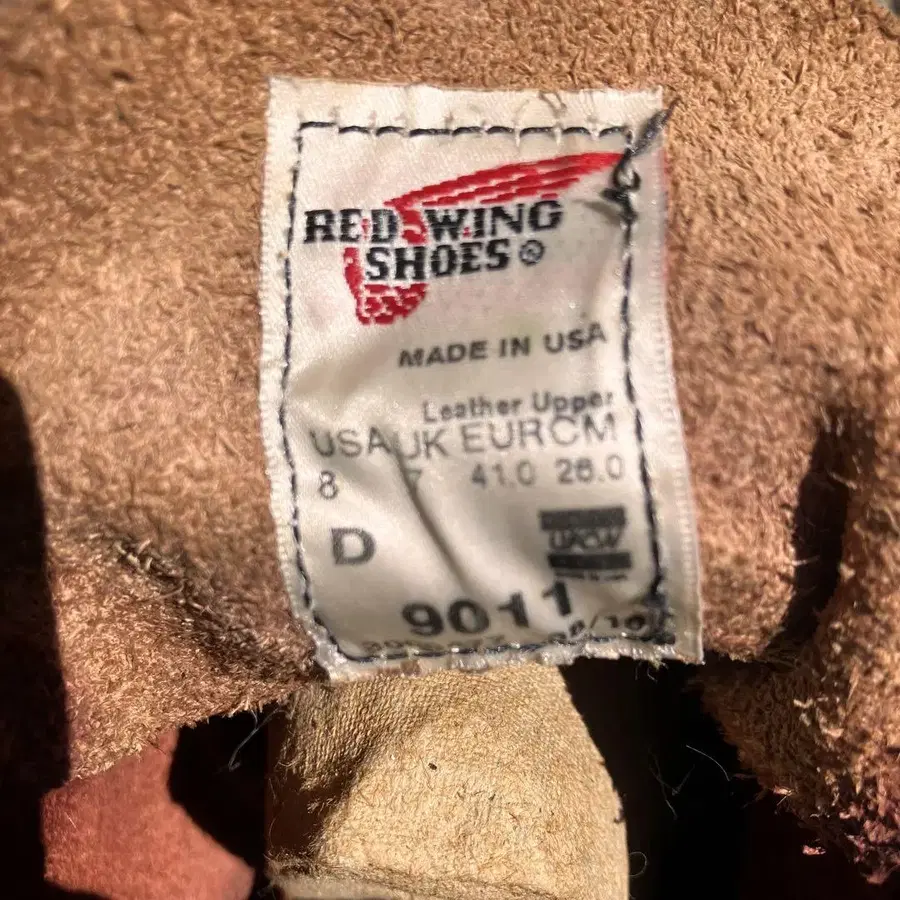 RED WING
SHOES®
MADE IN USA
Leather Upper
USA UK EUR CM
8 7 41.0 26.0
D
UFCW
9011